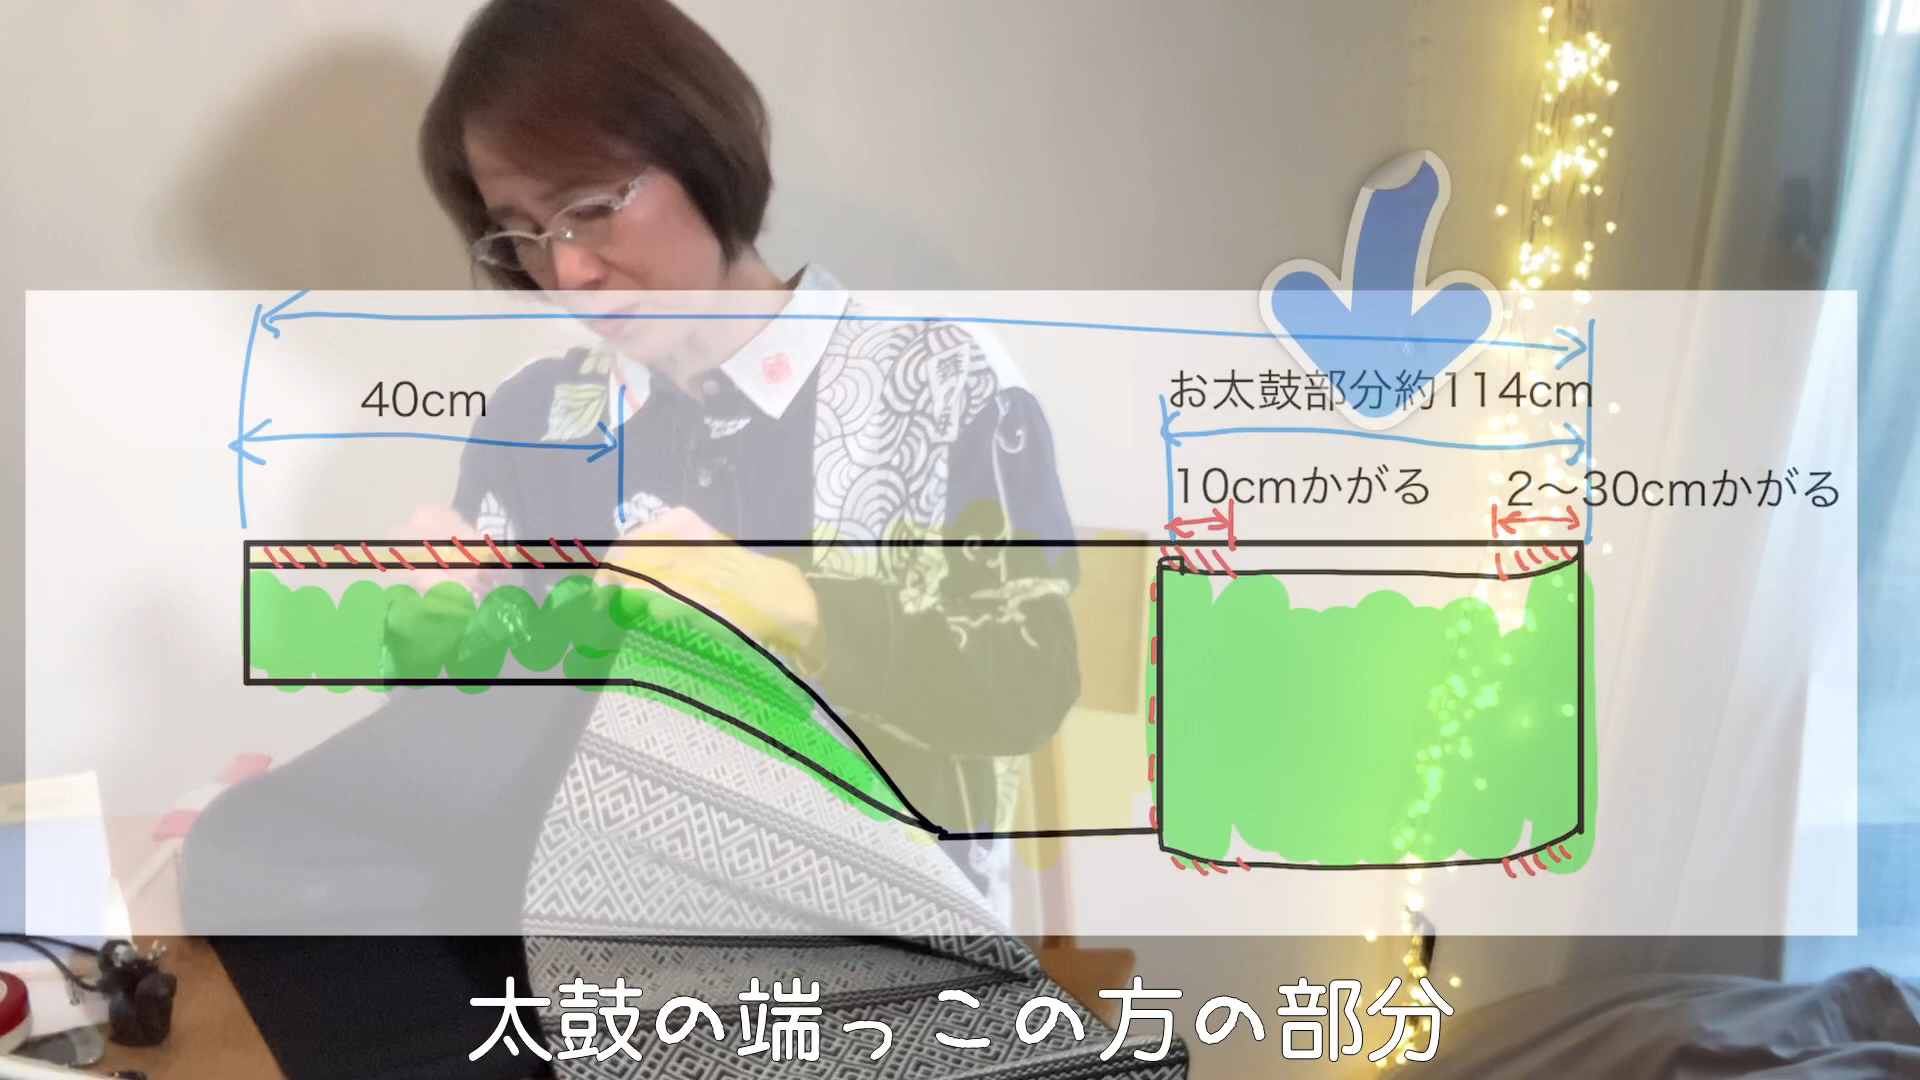 40cm
お太鼓部分約114cm
10cmかがる
2〜30cmかがる
太鼓の端っこの方の部分